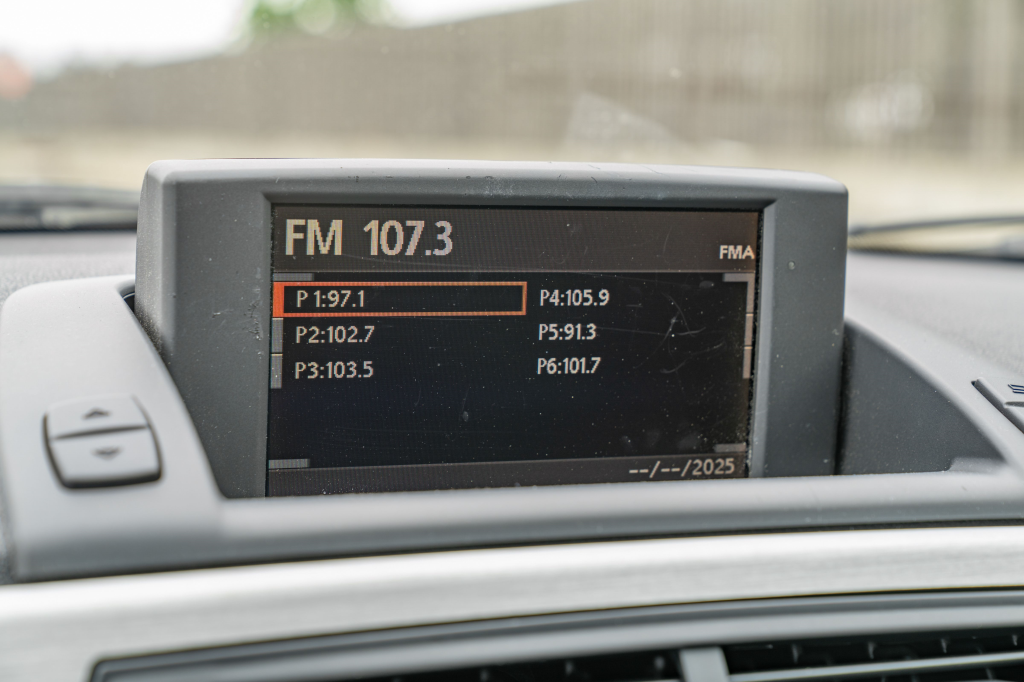 FM 107.3
FMA
P 1:97.1
P2:102.7
P3:103.5
P4:105.9
P5:91.3
P6:101.7
--/--/2025